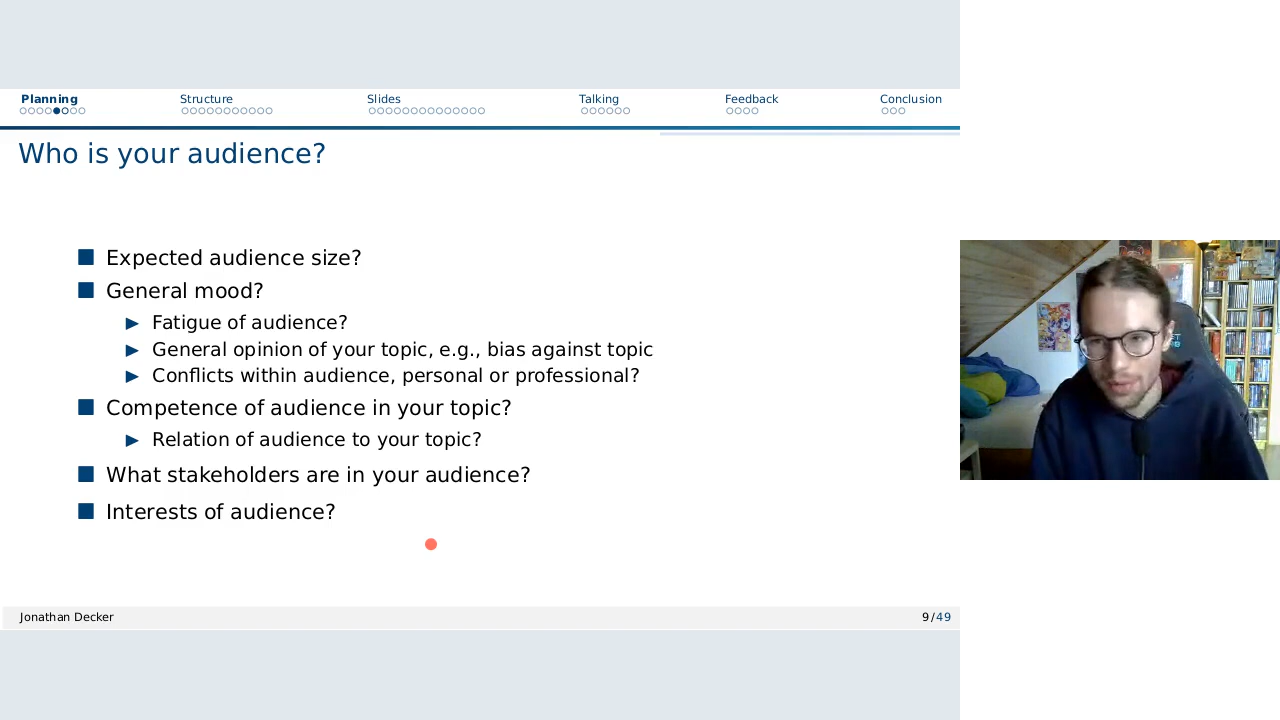 Planning
Structure
Slides
Talking
Feedback
Conclusion
Who is your audience?
Expected audience size?
General mood?
Fatigue of audience?
General opinion of your topic, e.g., bias against topic
Conflicts within audience, personal or professional?
Competence of audience in your topic?
Relation of audience to your topic?
What stakeholders are in your audience?
Interests of audience?
Jonathan Decker
9/49